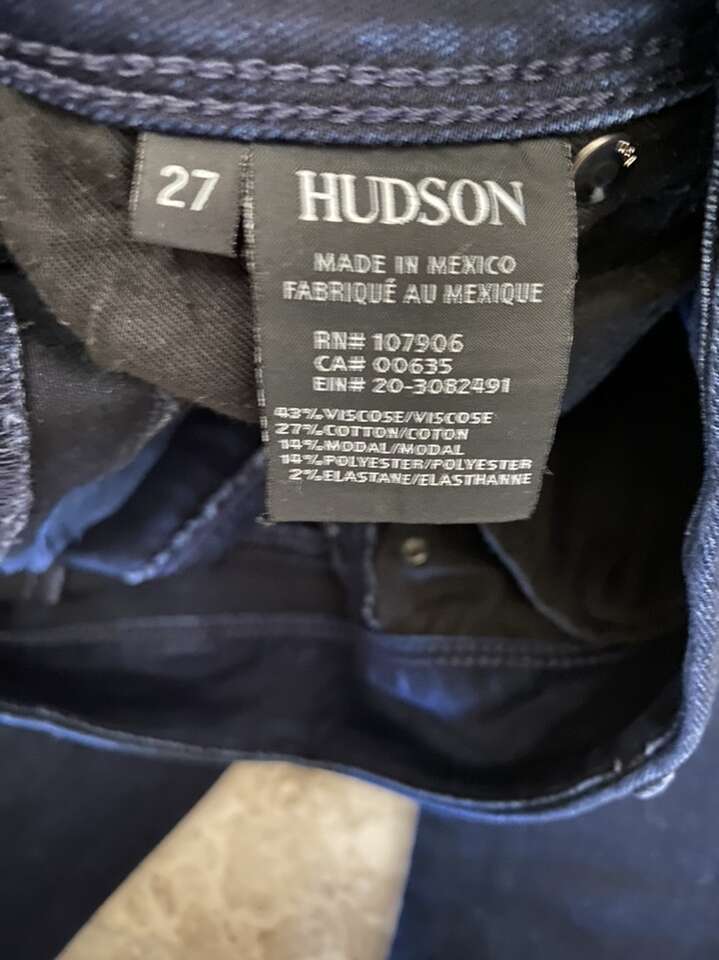 27
HUDSON
MADE IN MEXICO
FABRIQUÉ AU MEXIQUE
RN# 107906
CA# 00635
EIN# 20-3082491
43%VISCOSE/VISCOSE
27%COTTON/COTON
14%MODAL/MODAL
14%POLYESTER/POLYESTER
2%ELASTANE/ELASTHANNE